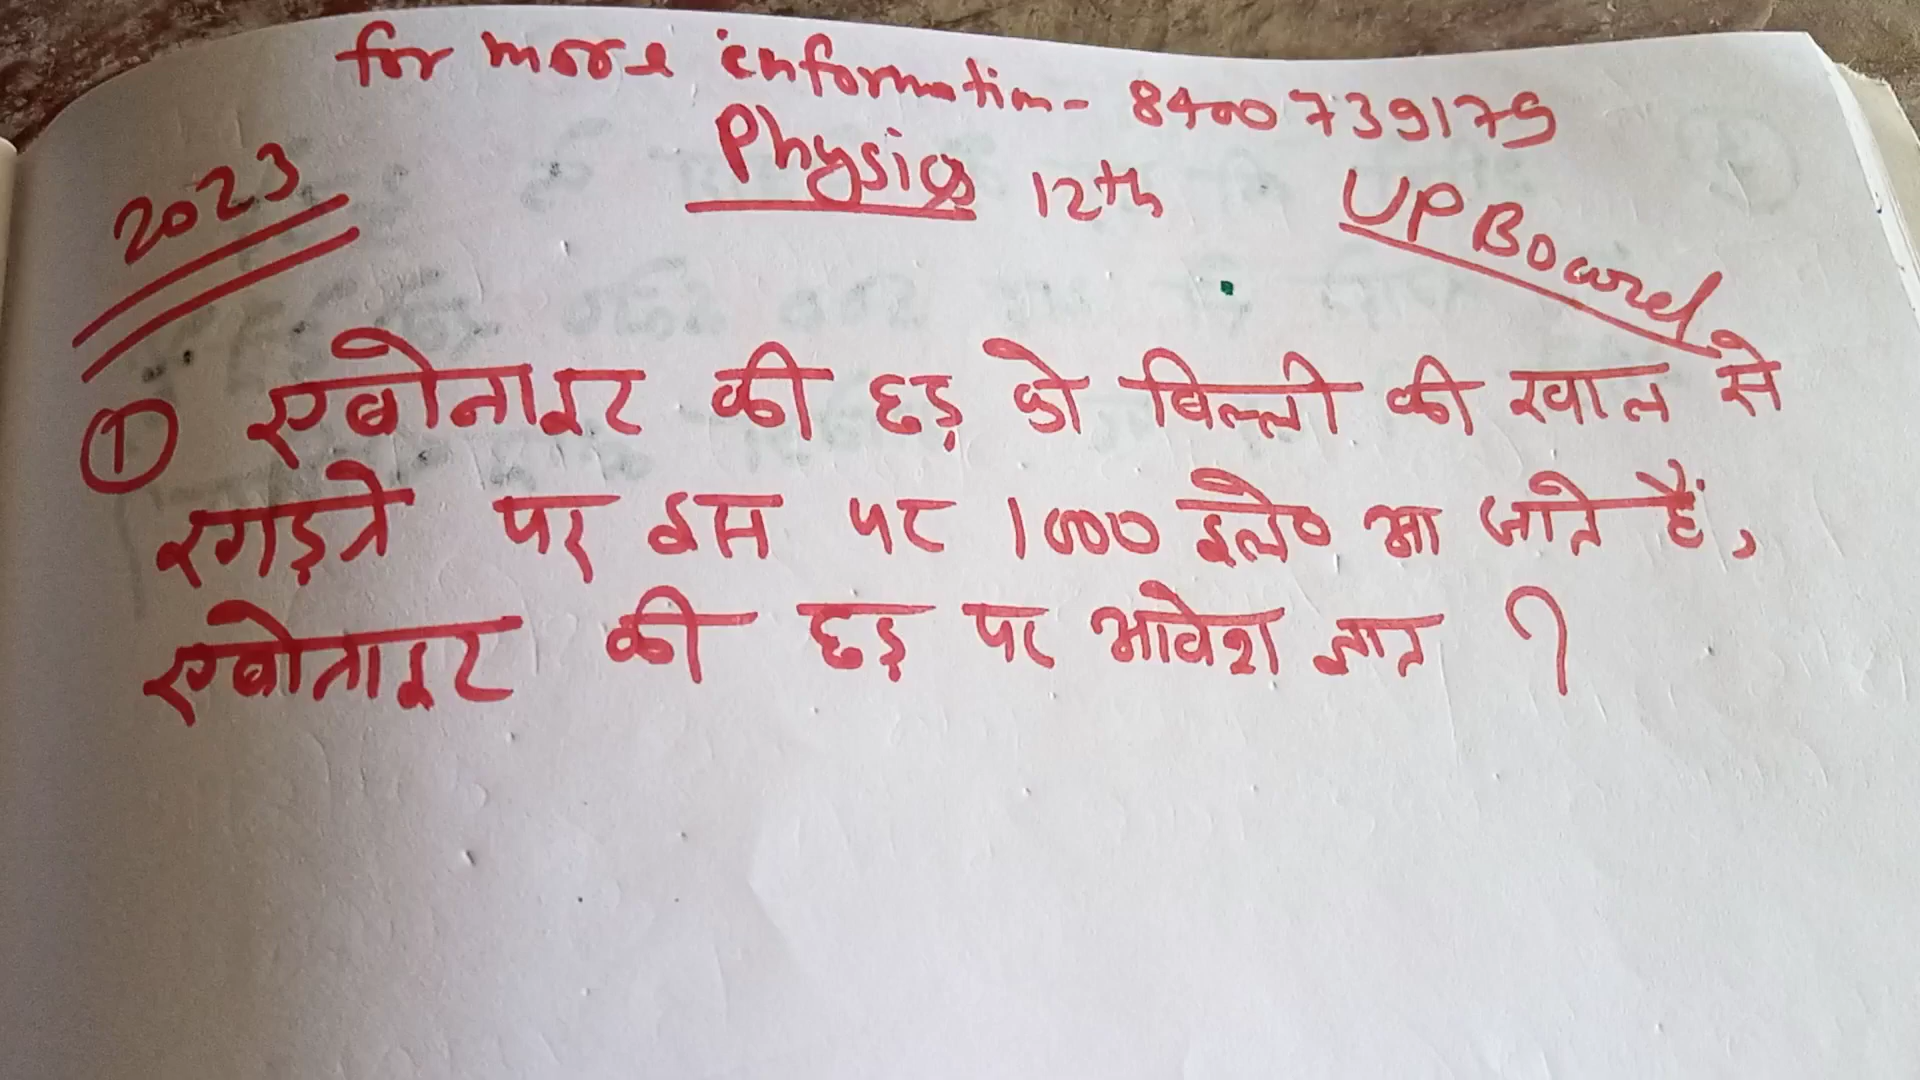 for more information- 8400739179
2023
Physics 12th
UP Board
① एबोनाइट की छड़ को बिल्ली की खाल से
रगड़ने पर इस पर 1000 इले० आ जाते हैं,
एबोनाइट की छड़ पर आवेश ज्ञात ?